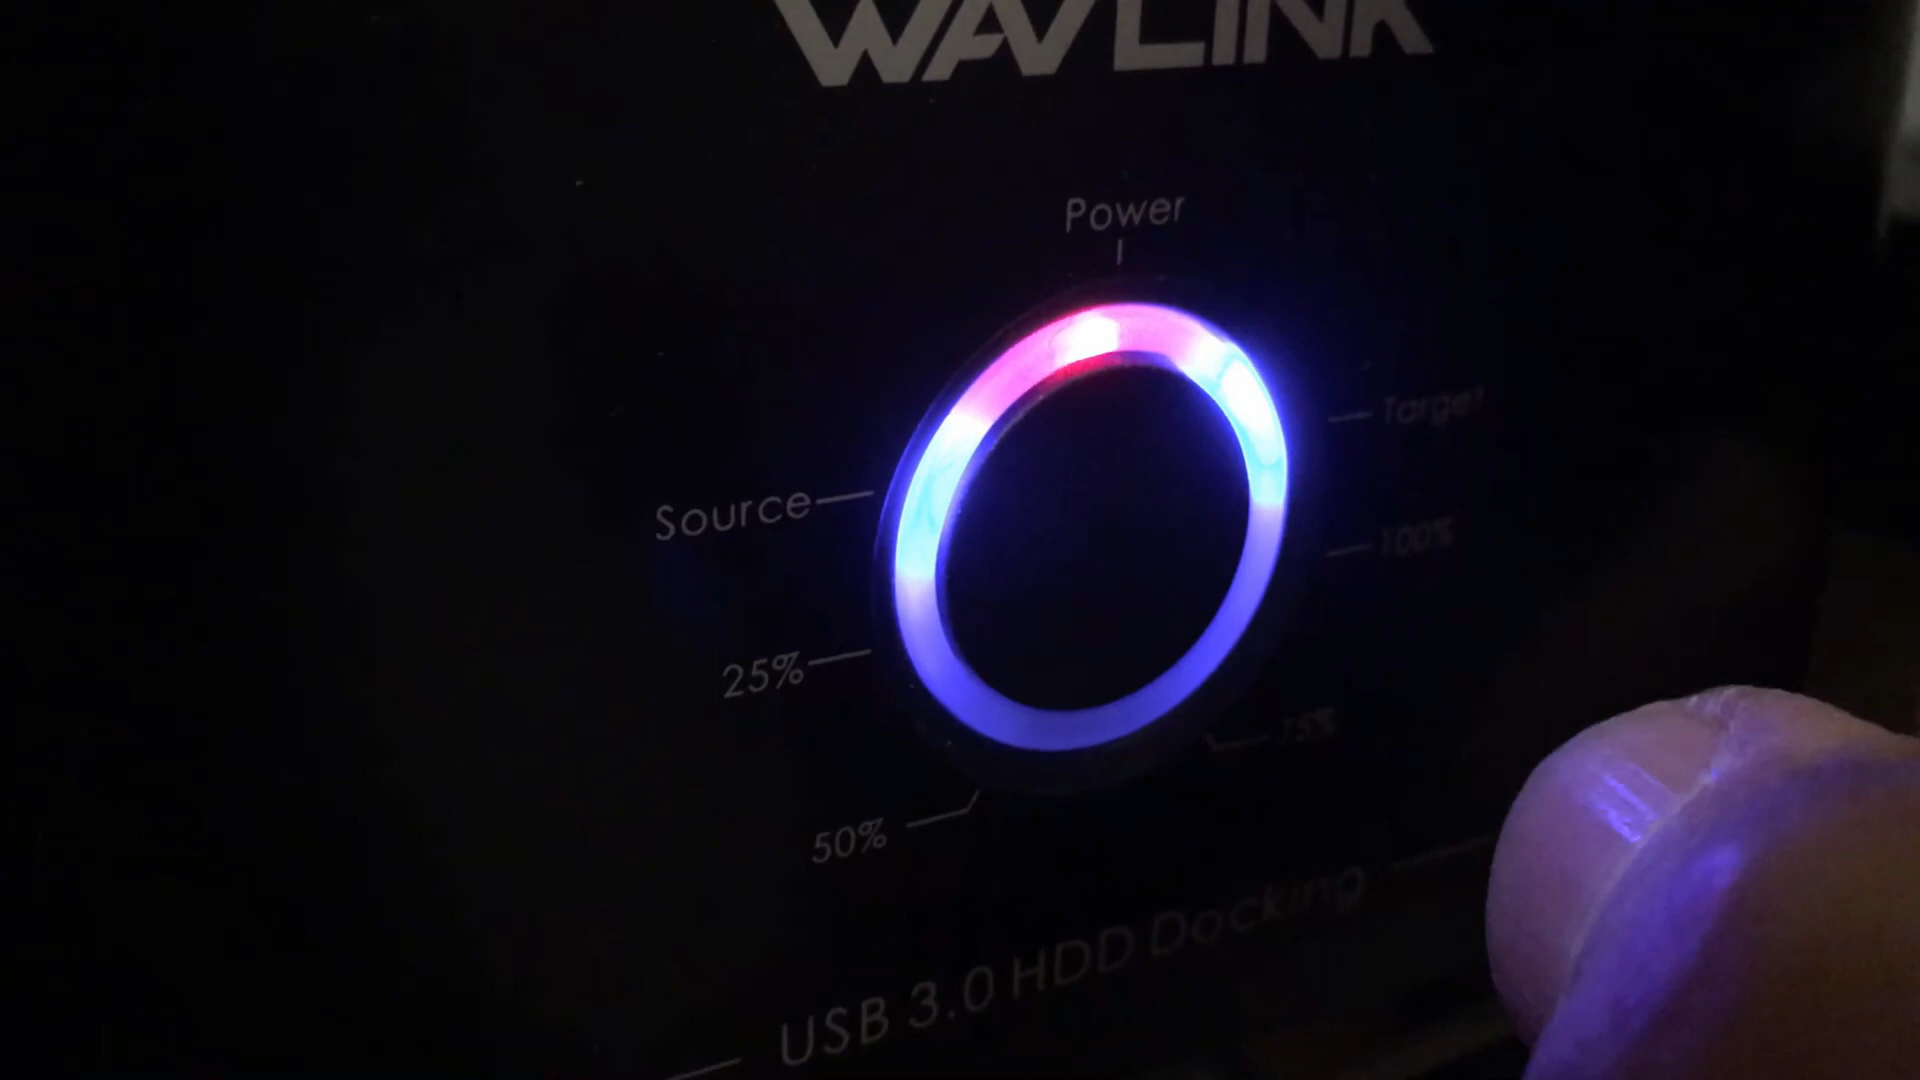 WAVLINK
Power
Target
Source
100%
25%
75%
50%
USB 3.0 HDD Docking